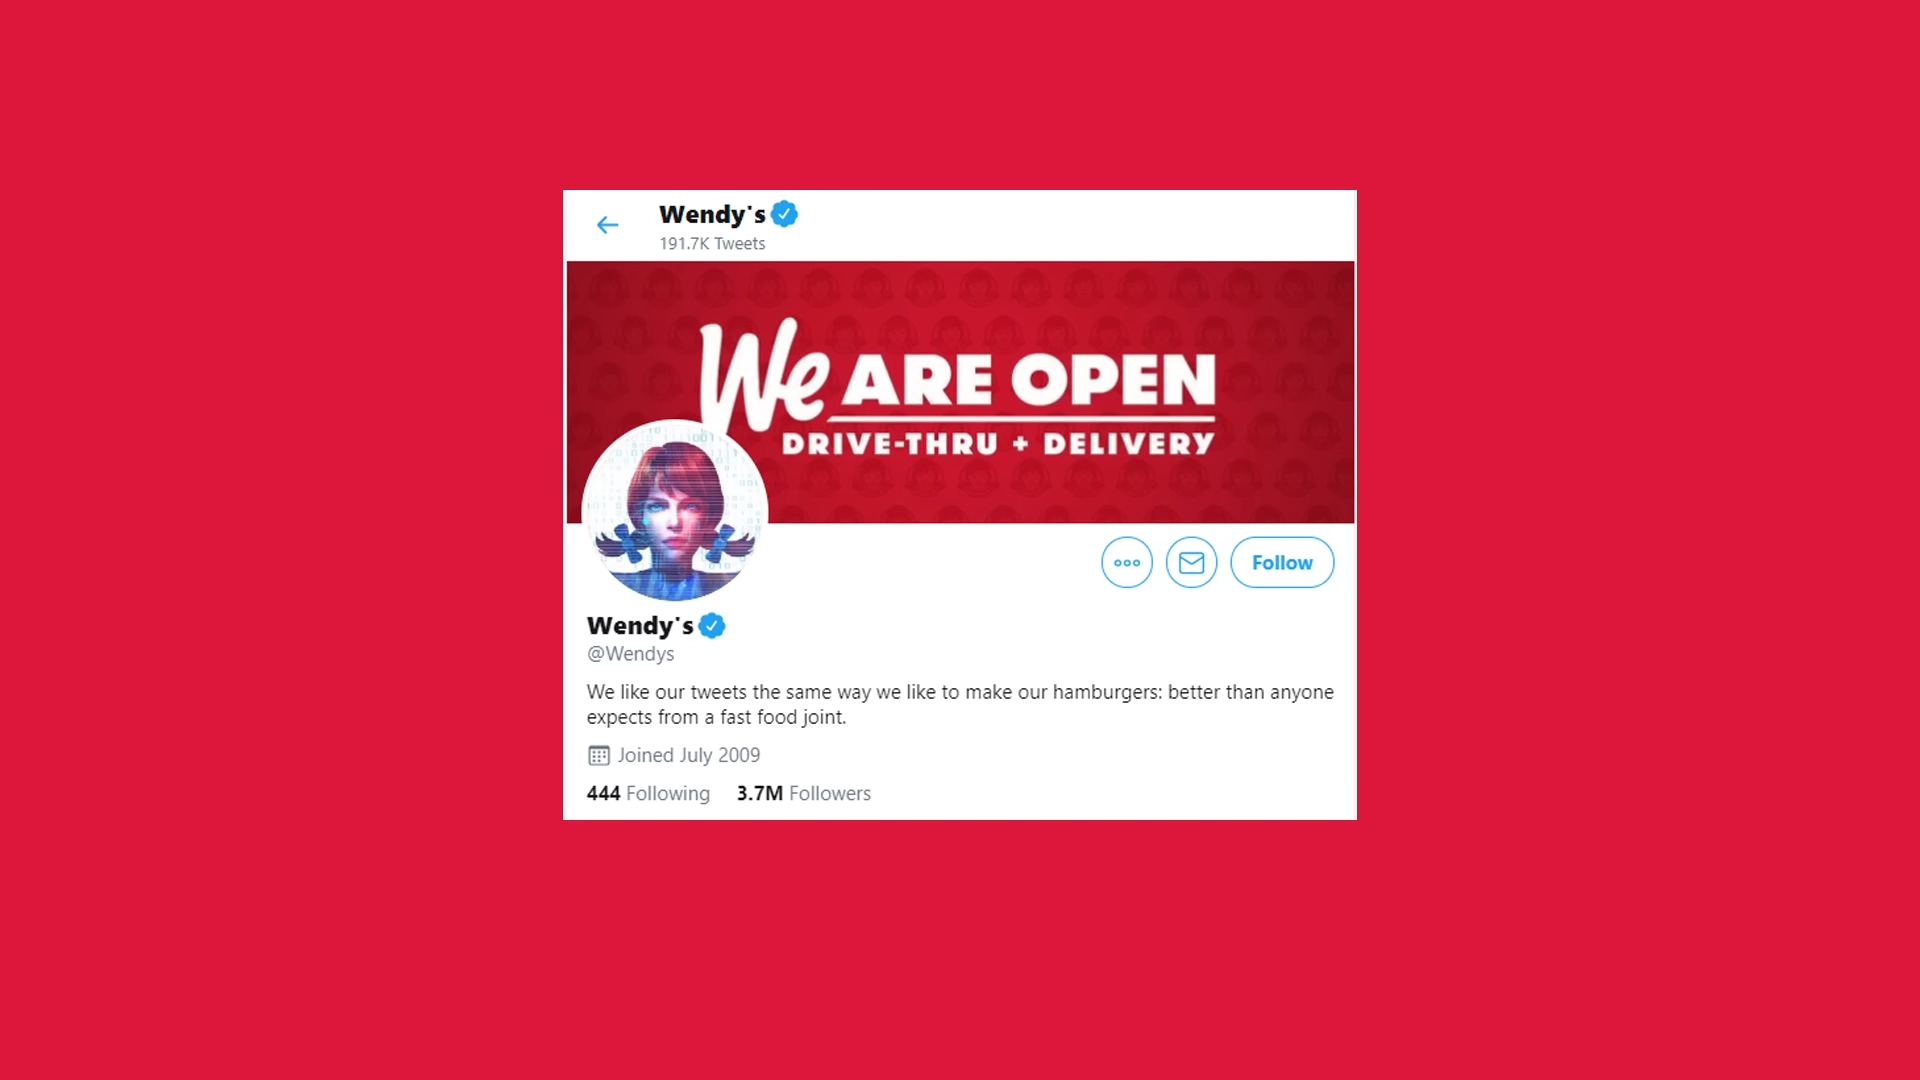 Wendy's
191.7K Tweets
We ARE OPEN
DRIVE-THRU + DELIVERY
Follow
Wendy's
@Wendys
We like our tweets the same way we like to make our hamburgers: better than anyone
expects from a fast food joint.
Joined July 2009
444 Following 3.7M Followers